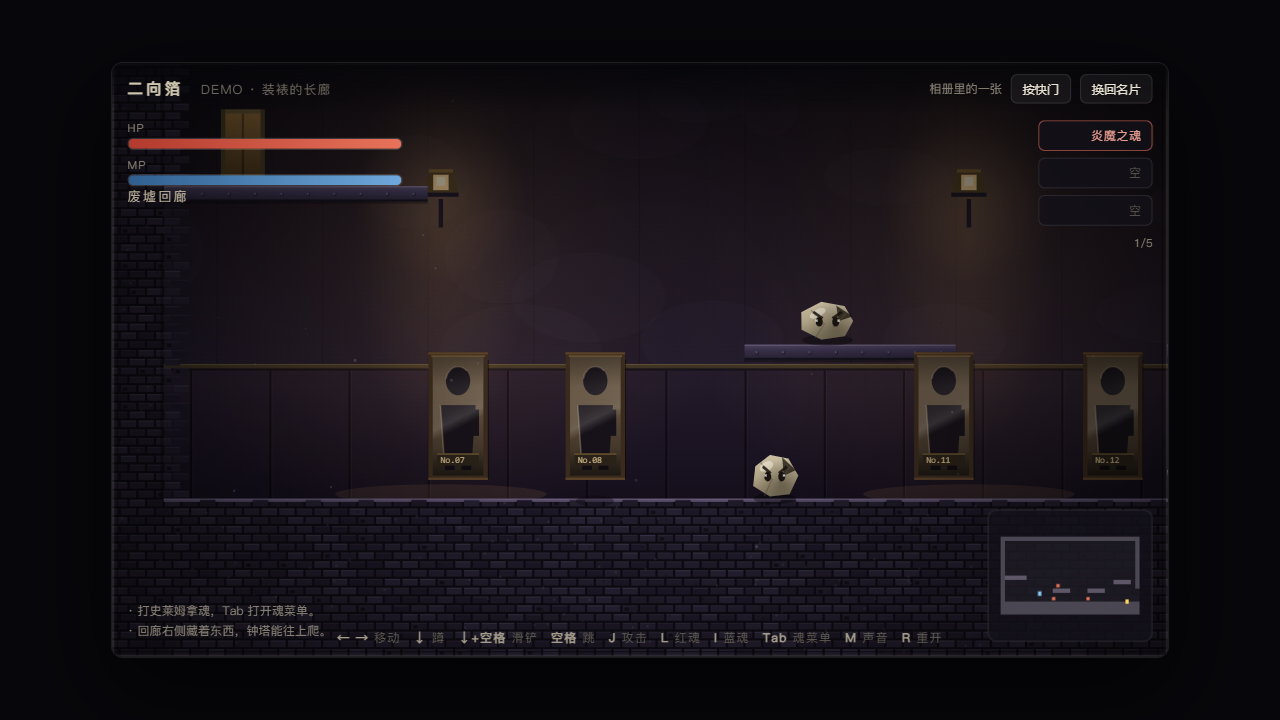 二向箔 DEMO · 装裱的长廊
相册里的一张 按快门 换回名片
HP
MP
废墟回廊
炎魔之魂
空
空
1/5
No.07
No.08
No.11
No.12
· 打史莱姆拿魂，Tab 打开魂菜单。
· 回廊右侧藏着东西，钟塔能往上爬。
←→ 移动 ↓ 蹲 ↓+空格 滑铲 空格 跳 J 攻击 L 红魂 I 蓝魂 Tab 魂菜单 M 声音 R 重开